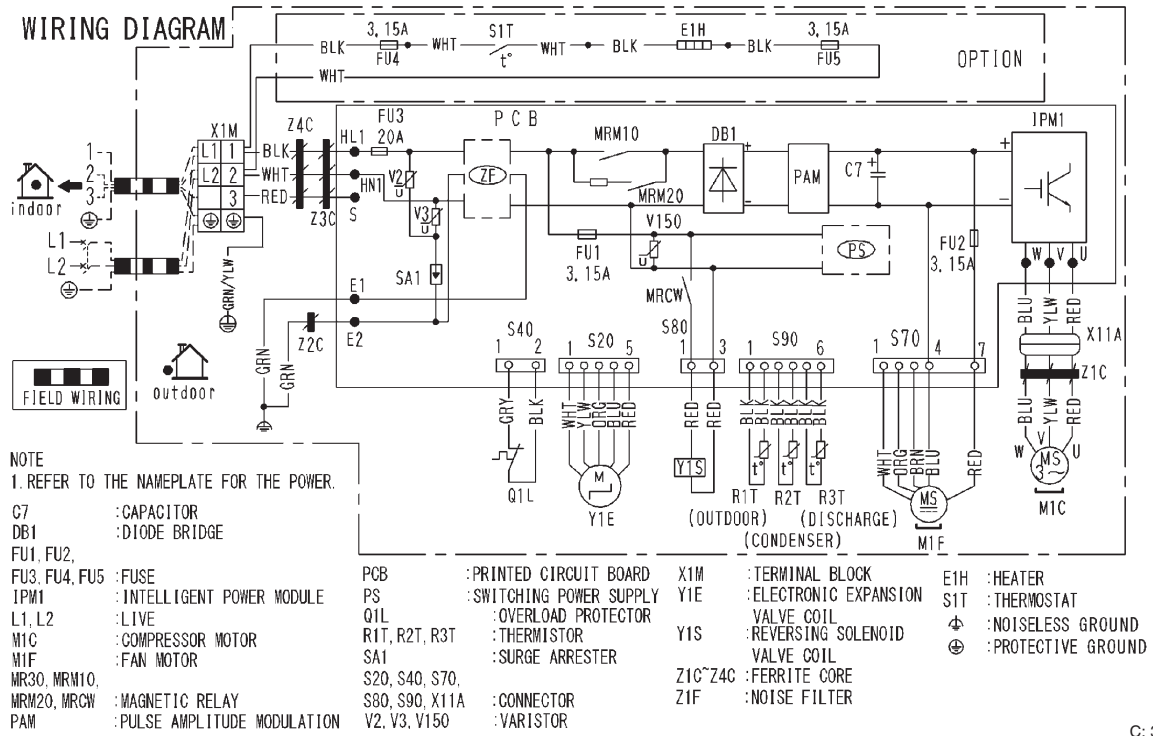 WIRING DIAGRAM
3.15A S1T E1H 3.15A
BLK WHT WHT BLK BLK
FU4 t° FU5
WHT
OPTION
PCB
X1M Z4C HL1 FU3 20A MRM10 DB1 IPM1
L1 1 BLK
L2 2 WHT
3 RED
HN1
Z3C S
V2 U
V3 U
ZF
MRM20
+
-
PAM
C7 +
+
-
1
2
3
indoor
L1
L2
GRN/YLW
SA1
V150
U
FU1
3.15A
PS
FU2
3.15A
W V U
E1
E2
Z2C
GRN
GRN
MRCW
BLU YLW RED
X11A
Z1C
BLU YLW RED
W V U
MS
3~
M1C
S40
1 2
GRY BLK
Q1L
S20
1 5
WHT YLW ORG BLU RED
M
Y1E
S80
1 3
RED RED
Y1S
S90
1 6
BLK BLK BLK BLK BLK BLK
t° t° t°
R1T R2T R3T
(OUTDOOR) (DISCHARGE)
(CONDENSER)
S70
1 4 7
WHT ORG BRN BLU RED
MS
M1F
outdoor
FIELD WIRING
NOTE
1. REFER TO THE NAMEPLATE FOR THE POWER.
C7 :CAPACITOR
DB1 :DIODE BRIDGE
FU1, FU2,
FU3, FU4, FU5 :FUSE
IPM1 :INTELLIGENT POWER MODULE
L1, L2 :LIVE
M1C :COMPRESSOR MOTOR
M1F :FAN MOTOR
MR30, MRM10,
MRM20, MRCW :MAGNETIC RELAY
PAM :PULSE AMPLITUDE MODULATION
PCB :PRINTED CIRCUIT BOARD
PS :SWITCHING POWER SUPPLY
Q1L :OVERLOAD PROTECTOR
R1T, R2T, R3T :THERMISTOR
SA1 :SURGE ARRESTER
S20, S40, S70,
S80, S90, X11A :CONNECTOR
V2, V3, V150 :VARISTOR
X1M :TERMINAL BLOCK
Y1E :ELECTRONIC EXPANSION
VALVE COIL
Y1S :REVERSING SOLENOID
VALVE COIL
Z1C~Z4C :FERRITE CORE
Z1F :NOISE FILTER
E1H :HEATER
S1T :THERMOSTAT
:NOISELESS GROUND
:PROTECTIVE GROUND